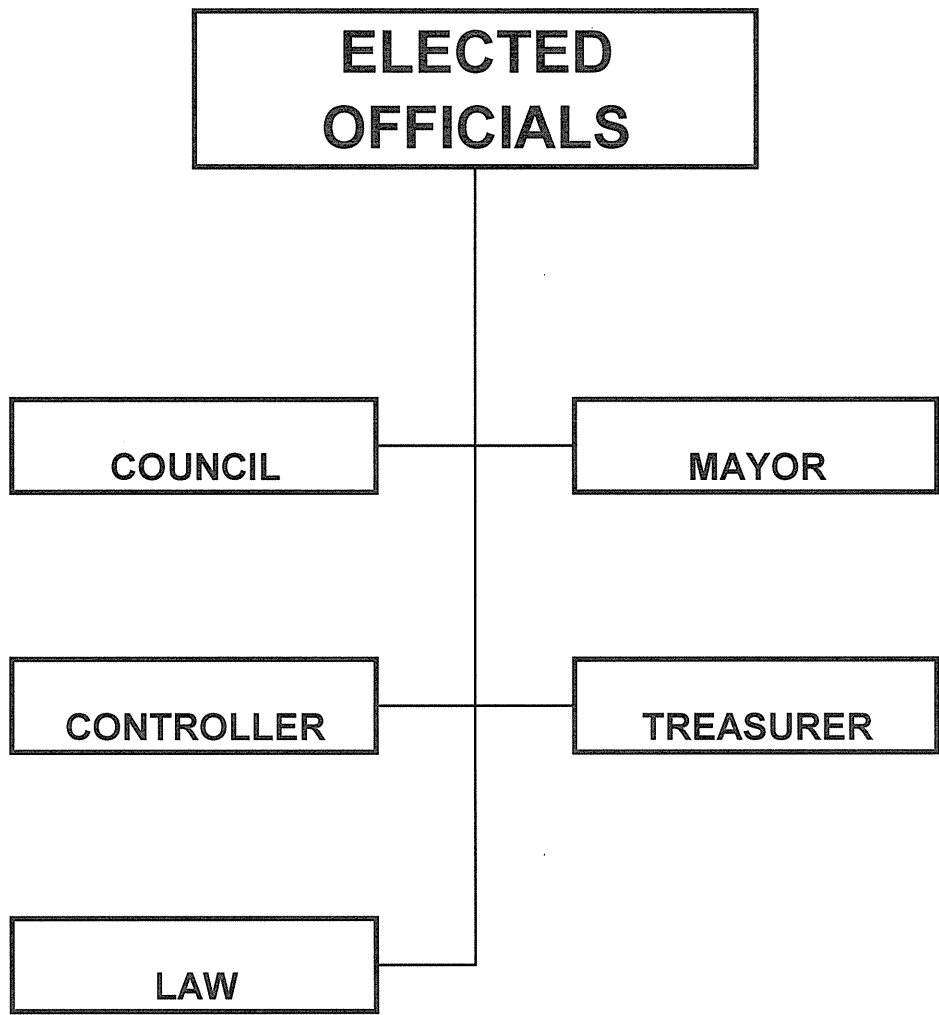 ELECTED
OFFICIALS
COUNCIL
MAYOR
CONTROLLER
TREASURER
LAW